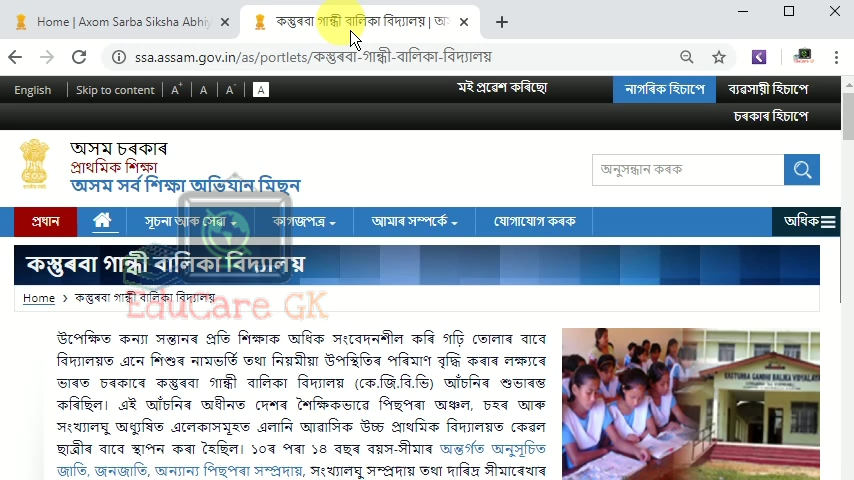 Home | Axom Sarba Siksha Abhiy
কস্তুৰবা গান্ধী বালিকা বিদ্যালয় | অস
ssa.assam.gov.in/as/portlets/কস্তুৰবা-গান্ধী-বালিকা-বিদ্যালয়
English Skip to content A+ A A- A মই প্ৰৱেশ কৰিছো নাগৰিক হিচাপে ব্যৱসায়ী হিচাপে
চৰকাৰ হিচাপে
অসম চৰকাৰ
প্ৰাথমিক শিক্ষা
অসম সৰ্ব শিক্ষা অভিযান মিছন
অনুসন্ধান কৰক
প্ৰধান সূচনা আৰু সেৱা কাগজপত্ৰ আমাৰ সম্পৰ্কে যোগাযোগ কৰক অধিক
কস্তুৰবা গান্ধী বালিকা বিদ্যালয়
Home › কস্তুৰবা গান্ধী বালিকা বিদ্যালয়
EduCare GK
উপেক্ষিত কন্যা সন্তানৰ প্ৰতি শিক্ষাক অধিক সংবেদনশীল কৰি গঢ়ি তোলাৰ বাবে
বিদ্যালয়ত এনে শিশুৰ নামভৰ্তি তথা নিয়মীয়া উপস্থিতিৰ পৰিমাণ বৃদ্ধি কৰাৰ লক্ষ্যৰে
ভাৰত চৰকাৰে কস্তুৰবা গান্ধী বালিকা বিদ্যালয় (কে.জি.বি.ভি) আঁচনিৰ শুভাৰম্ভ
কৰিছিল। এই আঁচনিৰ অধীনত দেশৰ শৈক্ষিকভাৱে পিছপৰা অঞ্চল, চহৰ আৰু
সংখ্যালঘু অধ্যুষিত এলেকাসমূহত এলানি আৱাসিক উচ্চ প্ৰাথমিক বিদ্যালয়ত কেৱল
ছাত্ৰীৰ বাবে স্থাপন কৰা হৈছিল। ১০ৰ পৰা ১৪ বছৰ বয়স-সীমাৰ অন্তৰ্গত অনুসূচিত
জাতি, জনজাতি, অন্যান্য পিছপৰা সম্প্ৰদায়, সংখ্যালঘু সম্প্ৰদায় তথা দাৰিদ্ৰ সীমাৰেখাৰ
KASTURBA GANDHI BALIKA VIDYALAYA